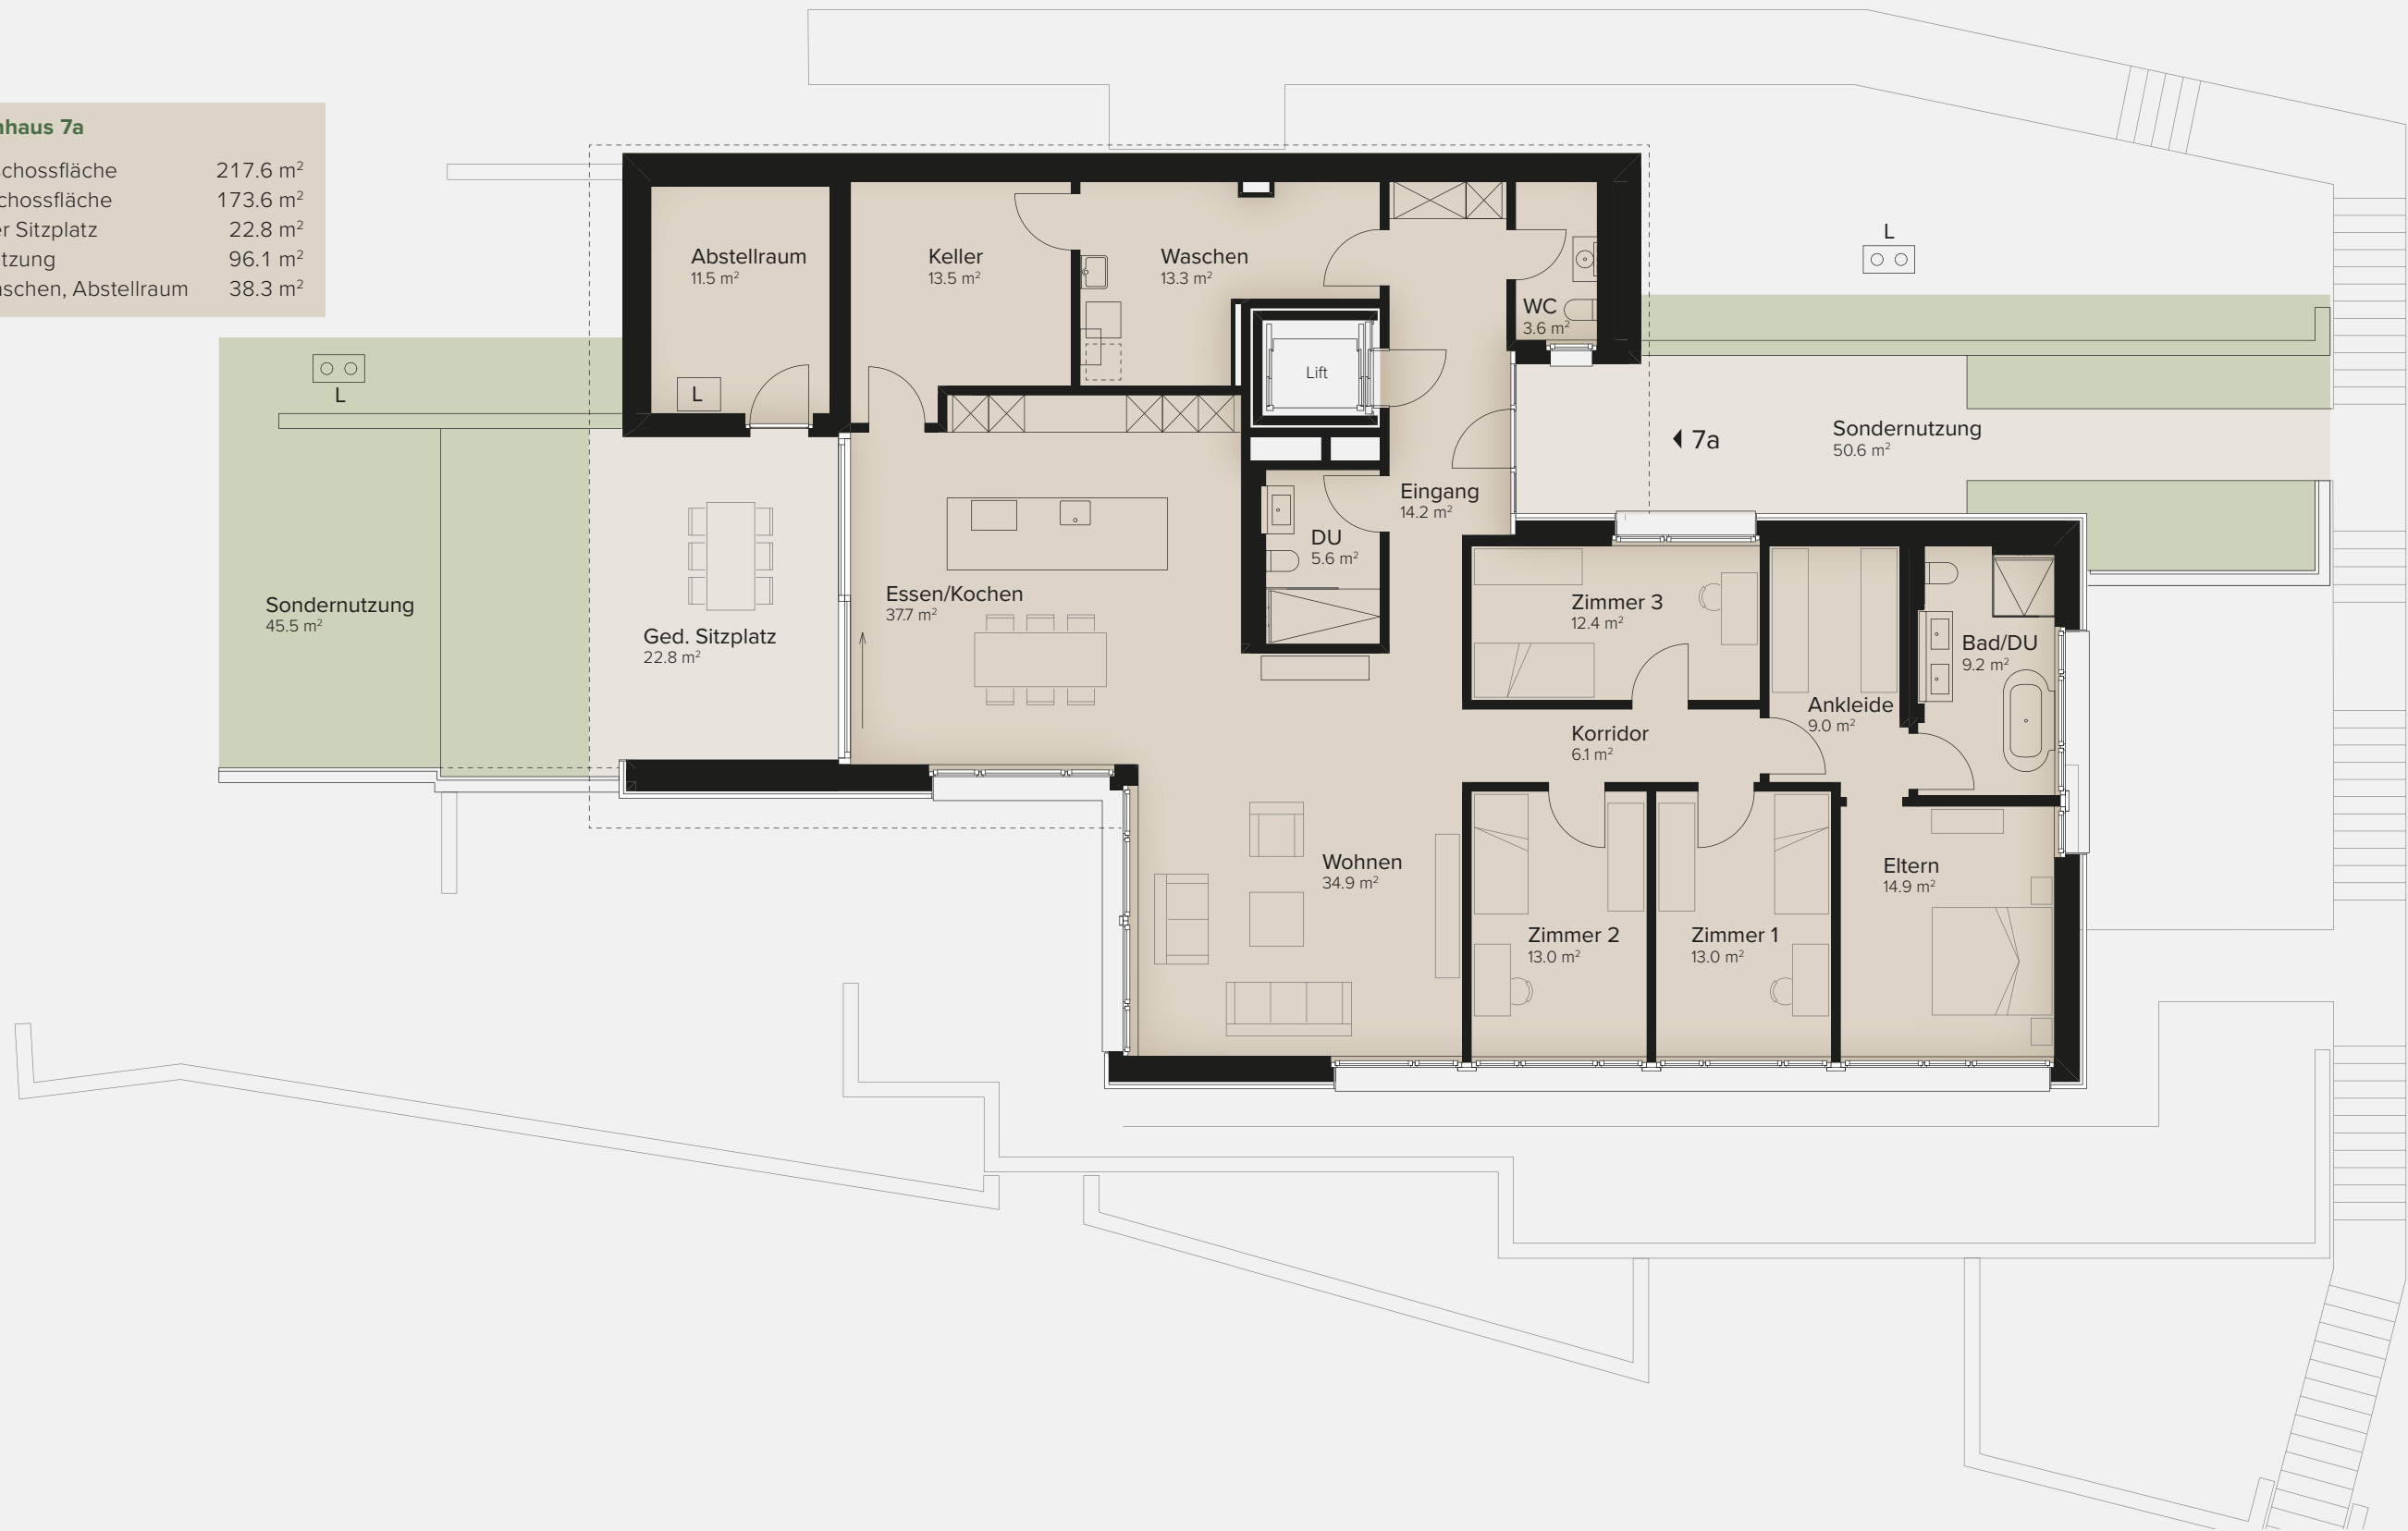 nhaus 7a
schossfläche 217.6 m²
chossfläche 173.6 m²
er Sitzplatz 22.8 m²
tzung 96.1 m²
aschen, Abstellraum 38.3 m²
L
L
Abstellraum
11.5 m²
L
Keller
13.5 m²
Waschen
13.3 m²
WC
3.6 m²
Lift
7a
Sondernutzung
50.6 m²
Eingang
14.2 m²
DU
5.6 m²
Essen/Kochen
37.7 m²
Sondernutzung
45.5 m²
Ged. Sitzplatz
22.8 m²
Zimmer 3
12.4 m²
Bad/DU
9.2 m²
Ankleide
9.0 m²
Korridor
6.1 m²
Wohnen
34.9 m²
Eltern
14.9 m²
Zimmer 2
13.0 m²
Zimmer 1
13.0 m²